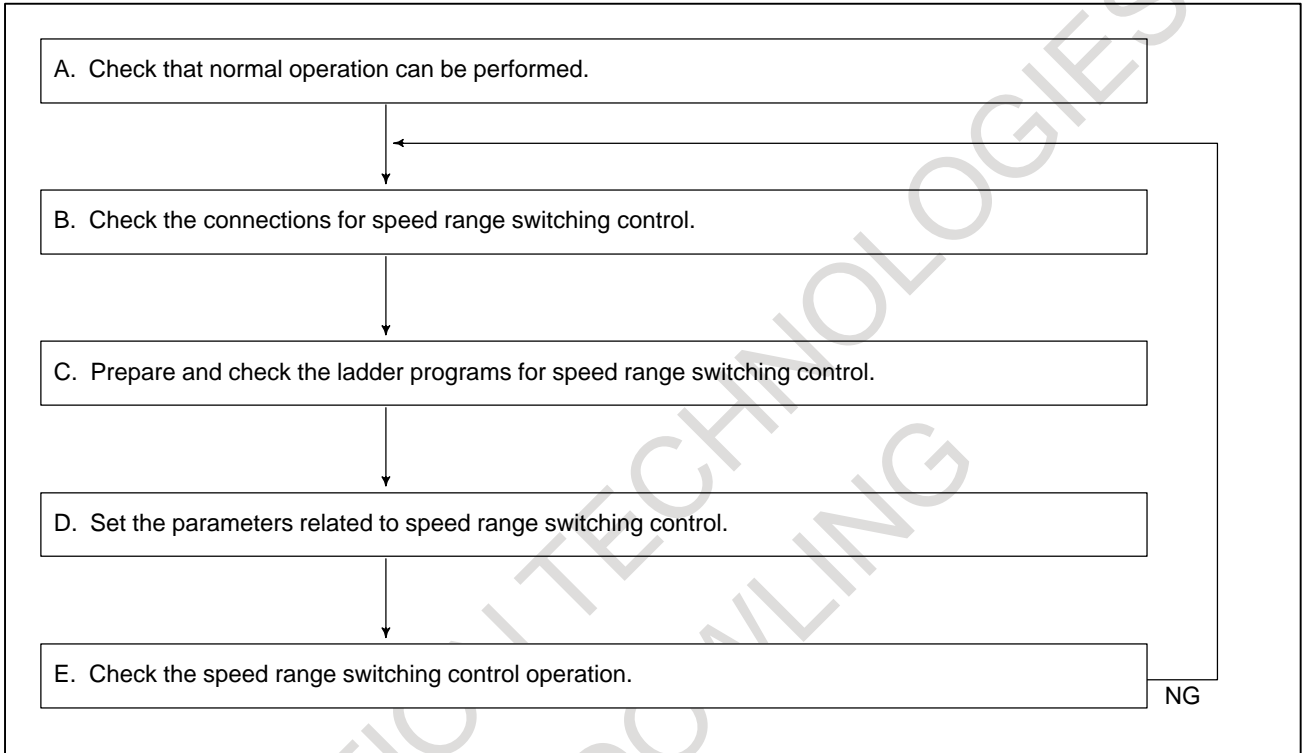 A. Check that normal operation can be performed.
B. Check the connections for speed range switching control.
C. Prepare and check the ladder programs for speed range switching control.
D. Set the parameters related to speed range switching control.
E. Check the speed range switching control operation.
NG